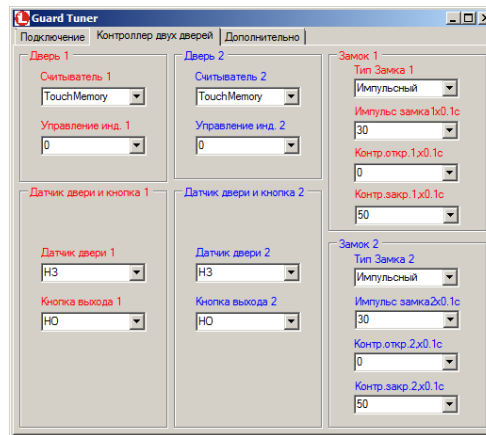 Guard Tuner
Подключение Контроллер двух дверей Дополнительно
Дверь 1
Считыватель 1
TouchMemory
Управление инд. 1
0
Дверь 2
Считыватель 2
TouchMemory
Управление инд. 2
0
Замок 1
Тип Замка 1
Импульсный
Импульс замка1x0.1с
30
Контр.откр.1,x0.1с
0
Контр.закр.1,x0.1с
50
Датчик двери и кнопка 1
Датчик двери 1
НЗ
Кнопка выхода 1
НО
Датчик двери и кнопка 2
Датчик двери 2
НЗ
Кнопка выхода 2
НО
Замок 2
Тип Замка 2
Импульсный
Импульс замка2x0.1с
30
Контр.откр.2,x0.1с
0
Контр.закр.2,x0.1с
50